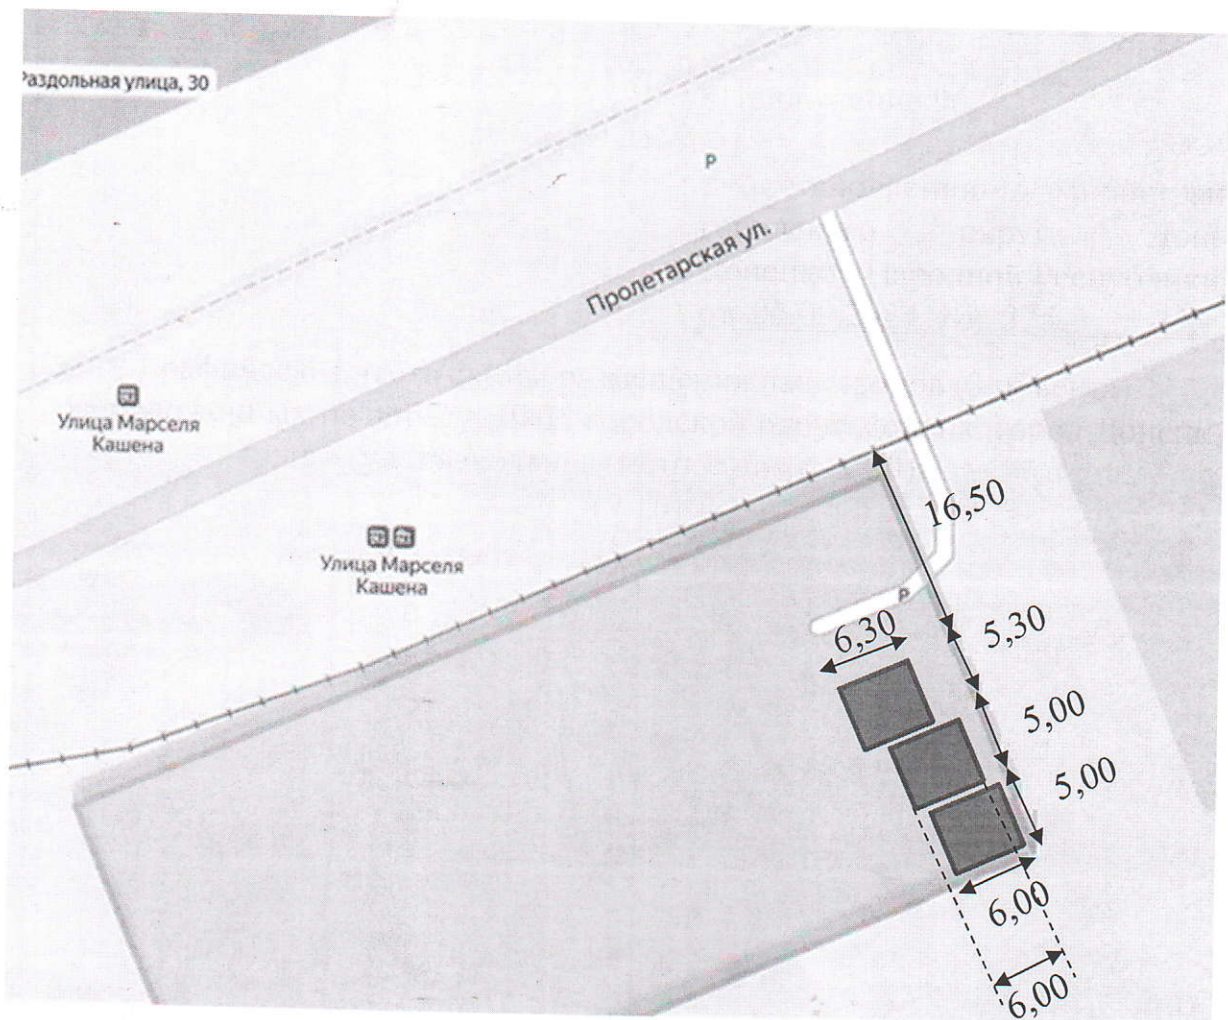 Раздольная улица, 30
P
Пролетарская ул.
Улица Марселя
Кашена
Улица Марселя
Кашена
16,50
P
6,30
5,30
5,00
5,00
6,00
6,00